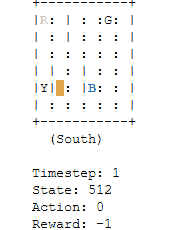 +-----------+
|R: | : :G: |
| : | : : : |
| : : : : : |
| | : | : : |
|Y| : |B: : |
| : : : : : |
+-----------+
(South)
Timestep: 1
State: 512
Action: 0
Reward: -1